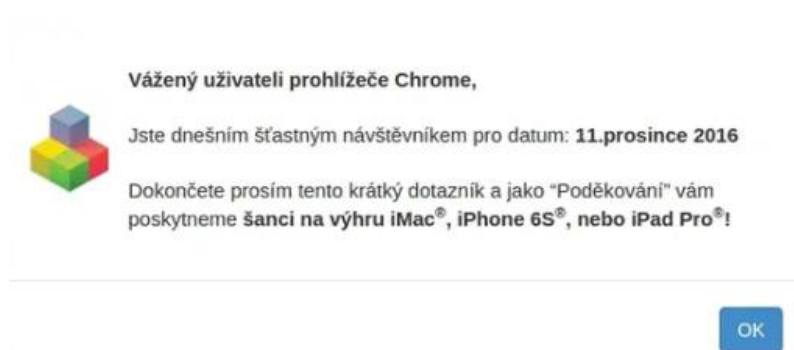 Vážený uživateli prohlížeče Chrome,
Jste dnešním šťastným návštěvníkem pro datum: 11.prosince 2016
Dokončete prosím tento krátký dotazník a jako “Poděkování” vám
poskytneme šanci na výhru iMac®, iPhone 6S®, nebo iPad Pro®!
OK